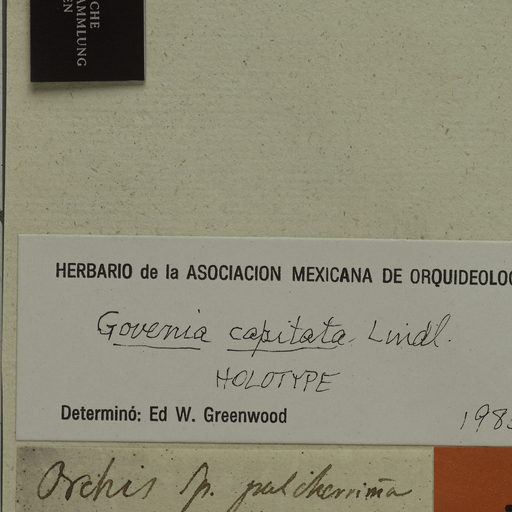 CHE
AMMLUNG
EN
HERBARIO de la ASOCIACION MEXICANA DE ORQUIDEOLOG
Govenia capitata Lindl.
HOLOTYPE
Determinó: Ed W. Greenwood
198
Orchis sp. pulcherrima